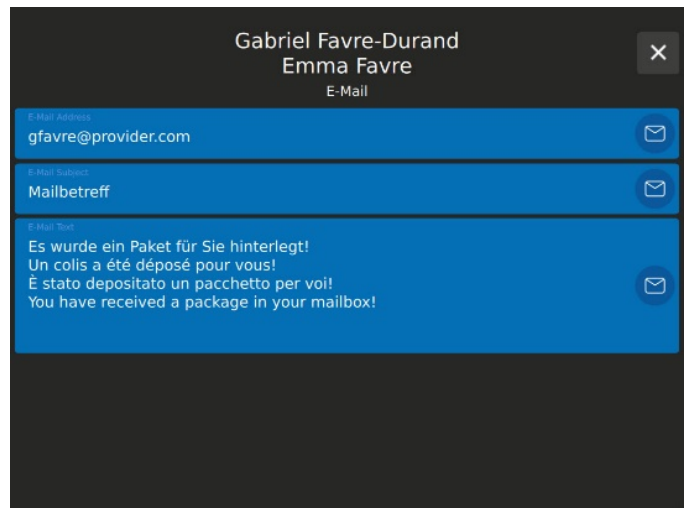 Gabriel Favre-Durand
Emma Favre
E-Mail
E-Mail Address
gfavre@provider.com
E-Mail Subject
Mailbetreff
E-Mail Text
Es wurde ein Paket für Sie hinterlegt!
Un colis a été déposé pour vous!
È stato depositato un pacchetto per voi!
You have received a package in your mailbox!